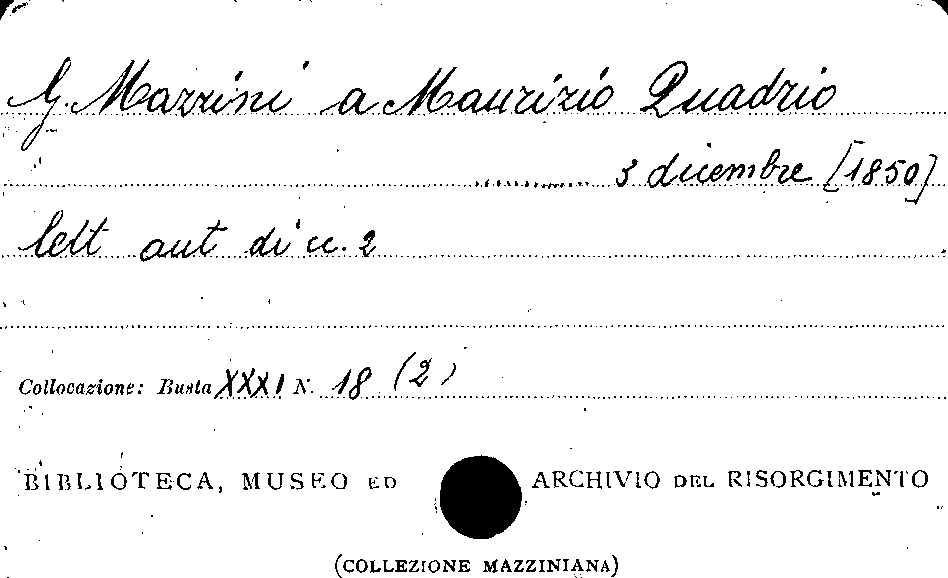 G. Mazzini a Maurizio Quadrio
........... 3 dicembre [1850]
lett aut di cc. 2
Collocazione: Busta XXXI N. 18 (2)
BIBLIOTECA, MUSEO ED ARCHIVIO DEL RISORGIMENTO
(COLLEZIONE MAZZINIANA)